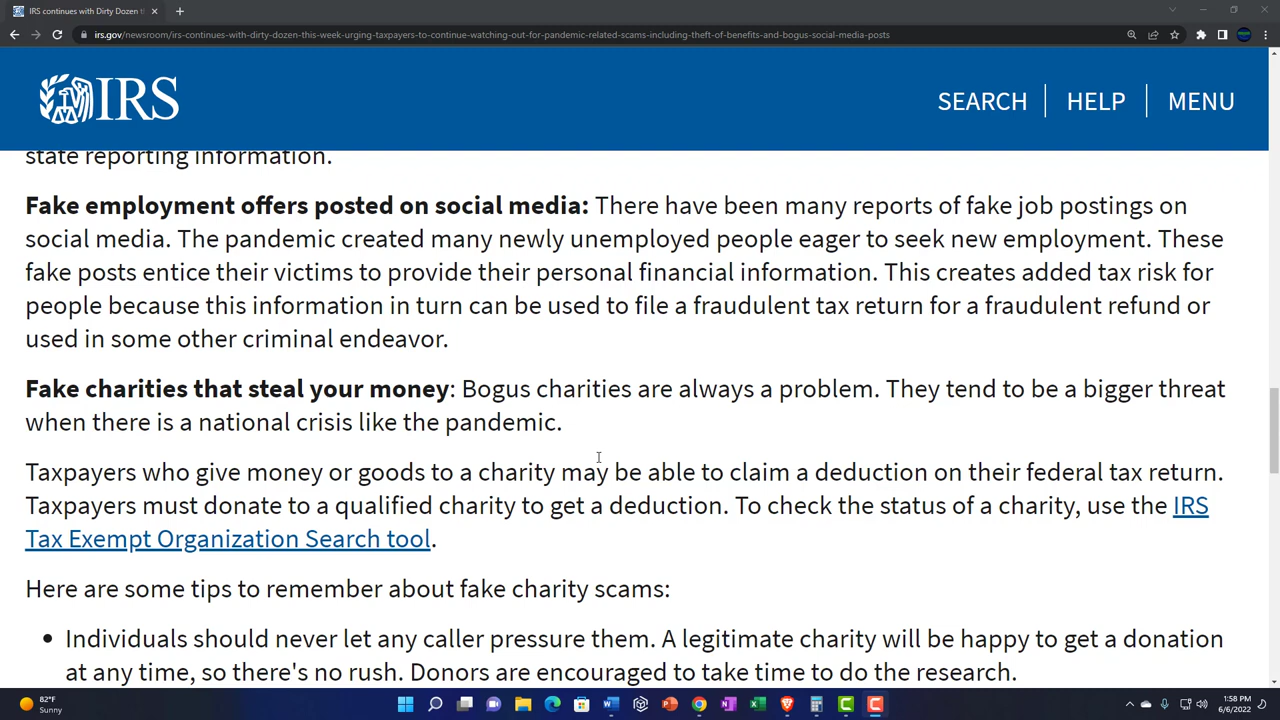 IRS continues with Dirty Dozen t
irs.gov/newsroom/irs-continues-with-dirty-dozen-this-week-urging-taxpayers-to-continue-watching-out-for-pandemic-related-scams-including-theft-of-benefits-and-bogus-social-media-posts
IRS
SEARCH HELP MENU
state reporting information.
Fake employment offers posted on social media: There have been many reports of fake job postings on
social media. The pandemic created many newly unemployed people eager to seek new employment. These
fake posts entice their victims to provide their personal financial information. This creates added tax risk for
people because this information in turn can be used to file a fraudulent tax return for a fraudulent refund or
used in some other criminal endeavor.
Fake charities that steal your money: Bogus charities are always a problem. They tend to be a bigger threat
when there is a national crisis like the pandemic.
Taxpayers who give money or goods to a charity may be able to claim a deduction on their federal tax return.
Taxpayers must donate to a qualified charity to get a deduction. To check the status of a charity, use the IRS
Tax Exempt Organization Search tool.
Here are some tips to remember about fake charity scams:
• Individuals should never let any caller pressure them. A legitimate charity will be happy to get a donation
at any time, so there's no rush. Donors are encouraged to take time to do the research.
82°F
Sunny
1:58 PM
6/6/2022